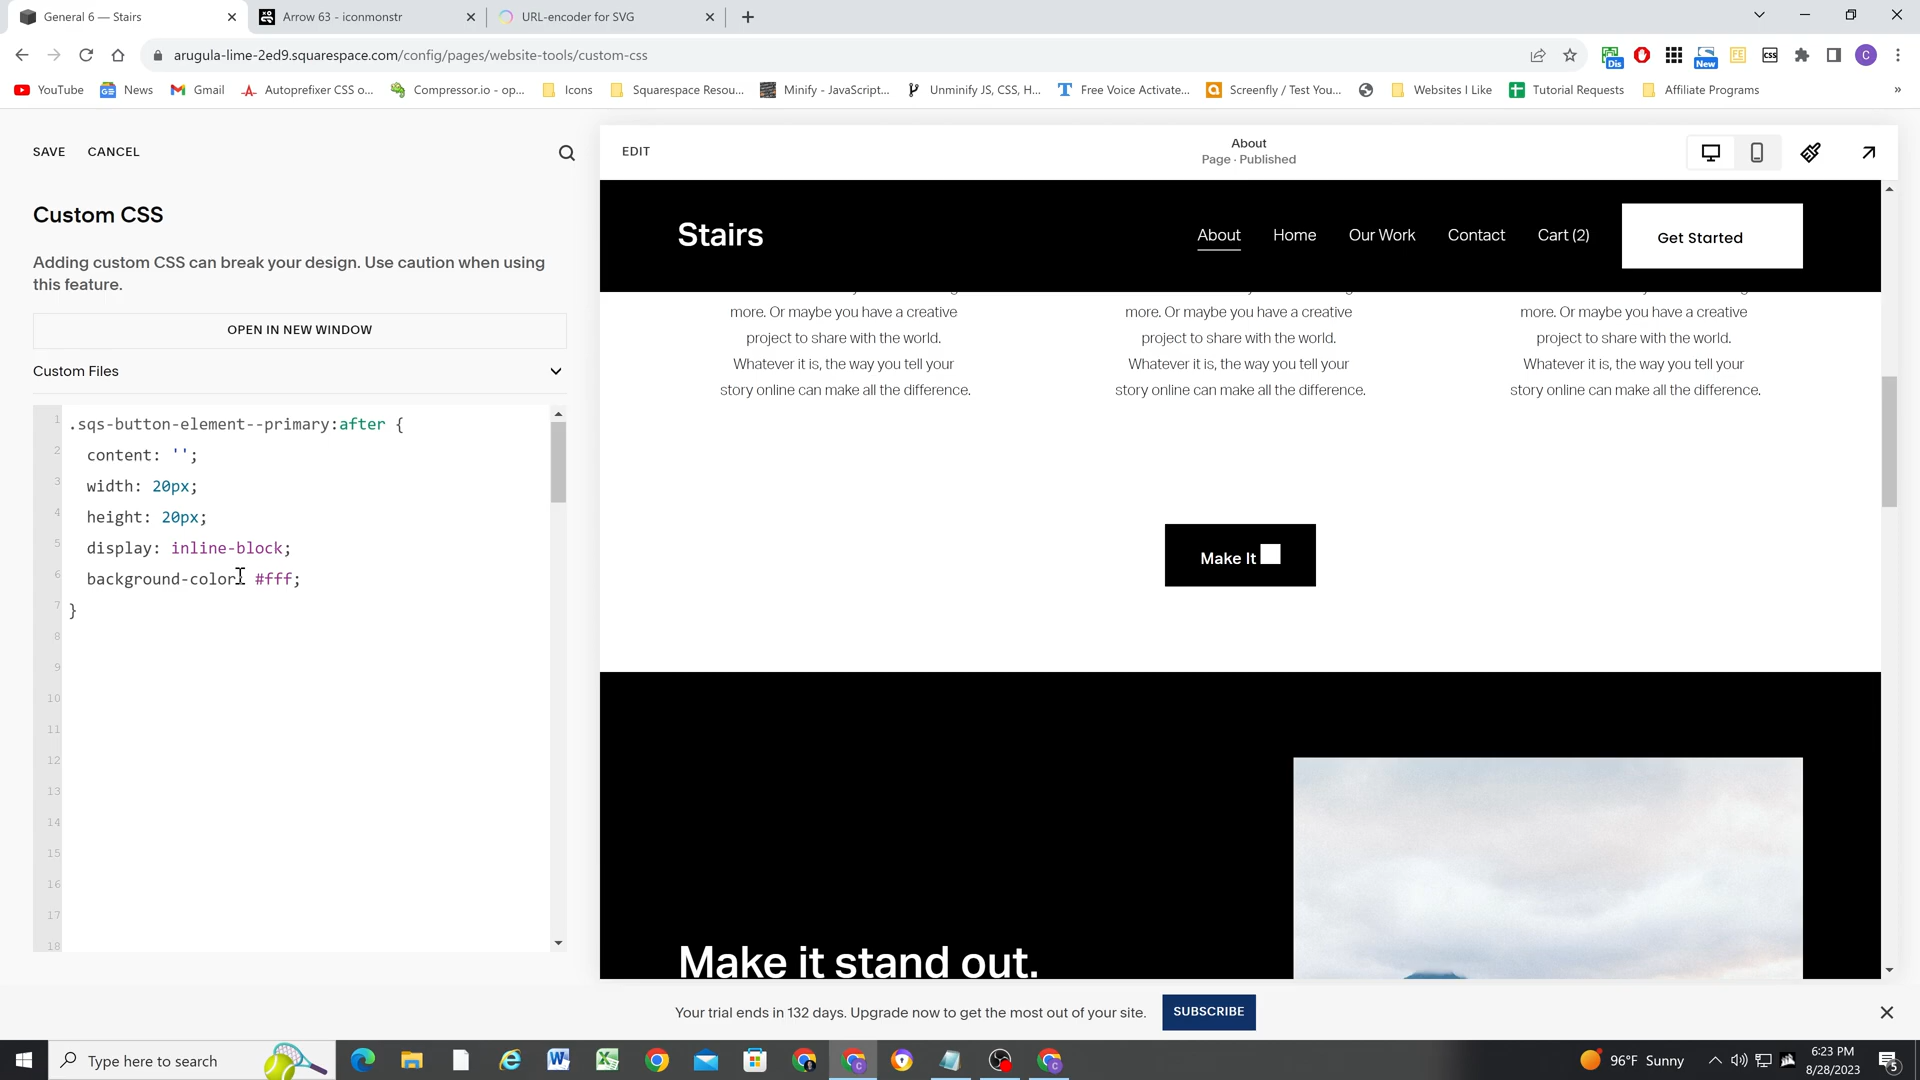 General 6 — Stairs
Arrow 63 - iconmonstr
URL-encoder for SVG
arugula-lime-2ed9.squarespace.com/config/pages/website-tools/custom-css
Dis
New
FE
CSS
C
YouTube
News
Gmail
Autoprefixer CSS o...
Compressor.io - op...
Icons
Squarespace Resou...
Minify - JavaScript...
Unminify JS, CSS, H...
Free Voice Activate...
Screenfly / Test You...
Websites I Like
Tutorial Requests
Affiliate Programs
»
SAVE
CANCEL
EDIT
About
Page · Published
Custom CSS
Adding custom CSS can break your design. Use caution when using
this feature.
OPEN IN NEW WINDOW
Custom Files
1
2
3
4
5
6
7
8
9
10
11
12
13
14
15
16
17
18
.sqs-button-element--primary:after {
content: '';
width: 20px;
height: 20px;
display: inline-block;
background-color: #fff;
}
Stairs
About
Home
Our Work
Contact
Cart (2)
Get Started
more. Or maybe you have a creative
project to share with the world.
Whatever it is, the way you tell your
story online can make all the difference.
more. Or maybe you have a creative
project to share with the world.
Whatever it is, the way you tell your
story online can make all the difference.
more. Or maybe you have a creative
project to share with the world.
Whatever it is, the way you tell your
story online can make all the difference.
Make It
Make it stand out.
Your trial ends in 132 days. Upgrade now to get the most out of your site.
SUBSCRIBE
Type here to search
96°F Sunny
6:23 PM
8/28/2023
5